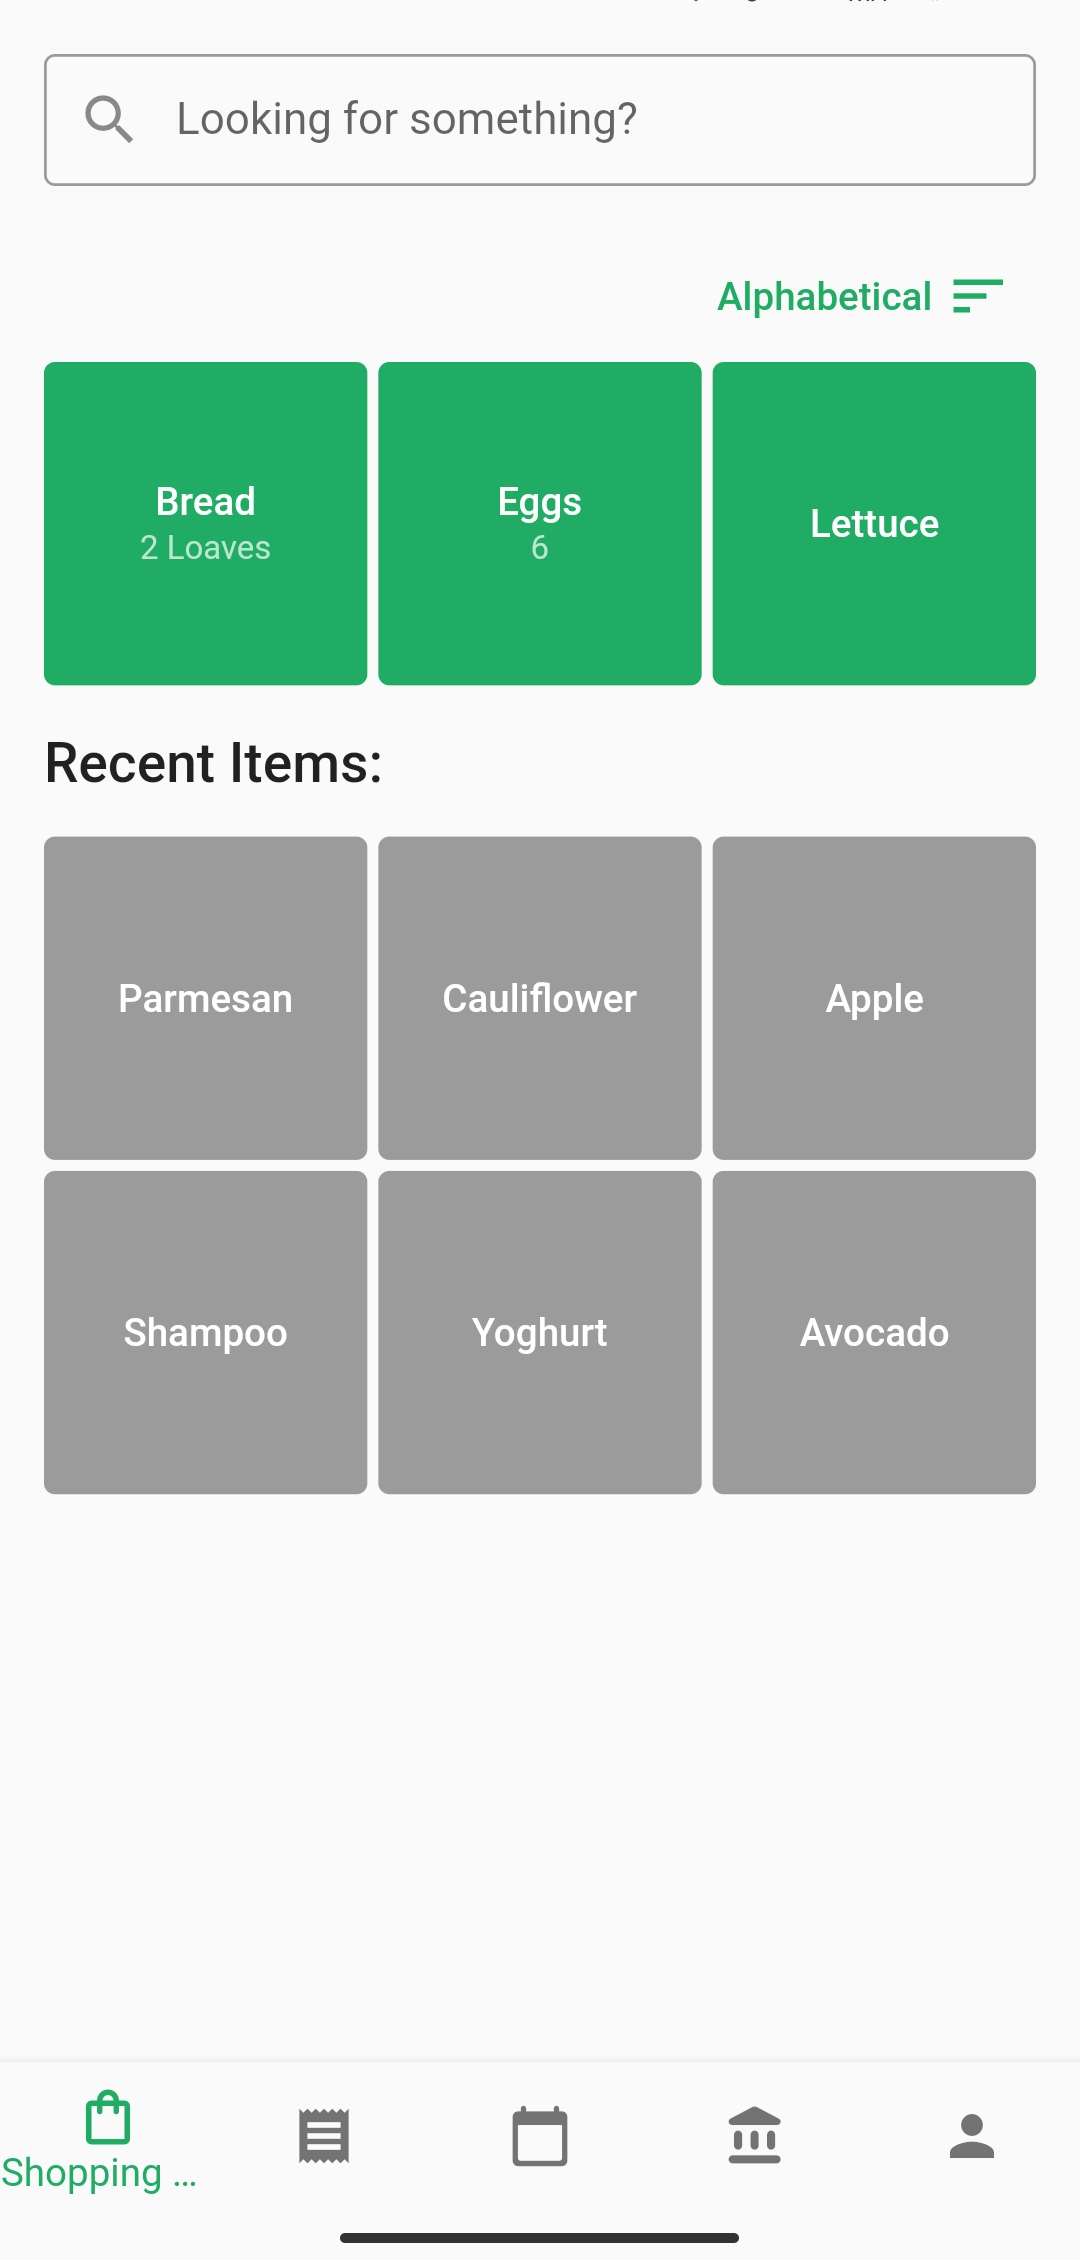 Looking for something?
Alphabetical
Bread
2 Loaves
Eggs
6
Lettuce
Recent Items:
Parmesan
Cauliflower
Apple
Shampoo
Yoghurt
Avocado
Shopping ...